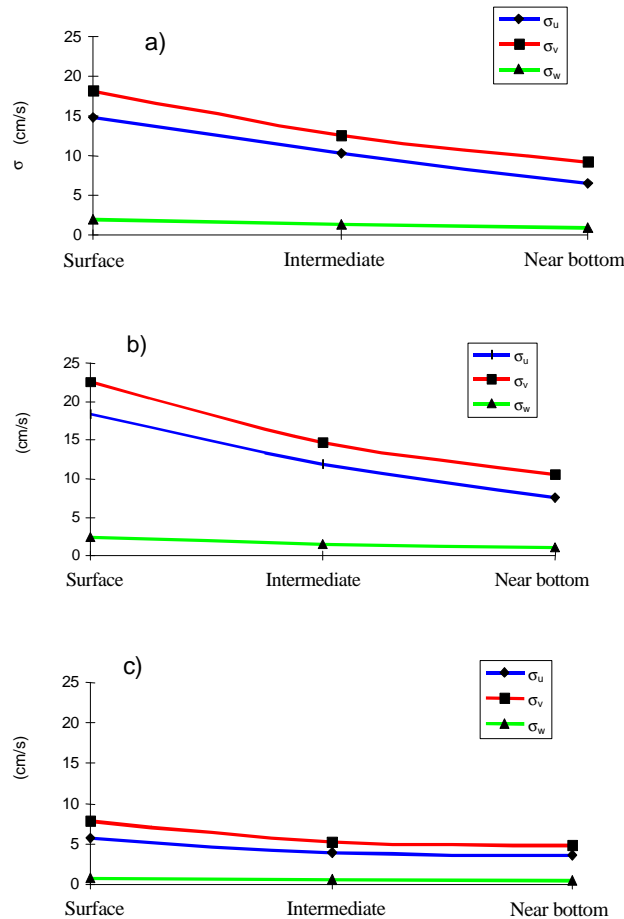 a)
σu
σv
σw
25
20
15
10
5
0
σ (cm/s)
Surface Intermediate Near bottom
b)
σu
σv
σw
25
20
15
10
5
0
(cm/s)
Surface Intermediate Near bottom
c)
σu
σv
σw
25
20
15
10
5
0
(cm/s)
Surface Intermediate Near bottom